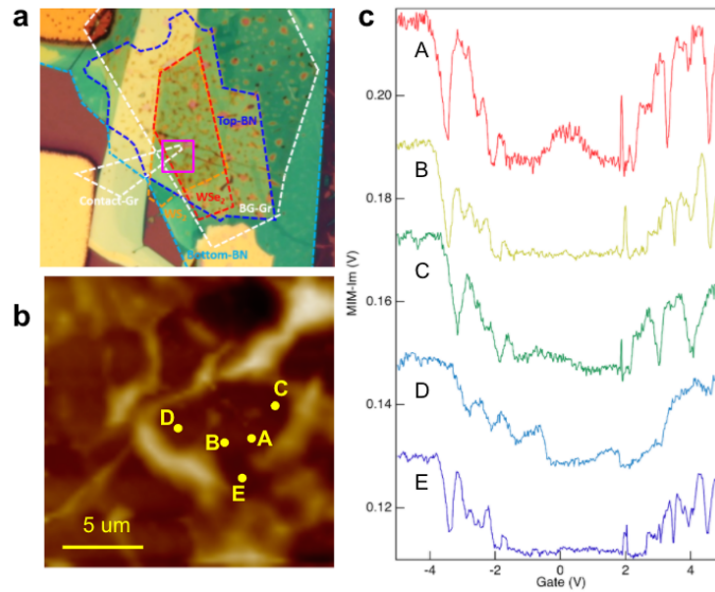 a
Top-BN
Contact-Gr
WSe₂
BG-Gr
Bottom-BN
b
D
C
B
A
E
5 um
c
A
B
C
D
E
0.20
0.18
0.16
0.14
0.12
MIM-Im (V)
-4
-2
0
2
4
Gate (V)